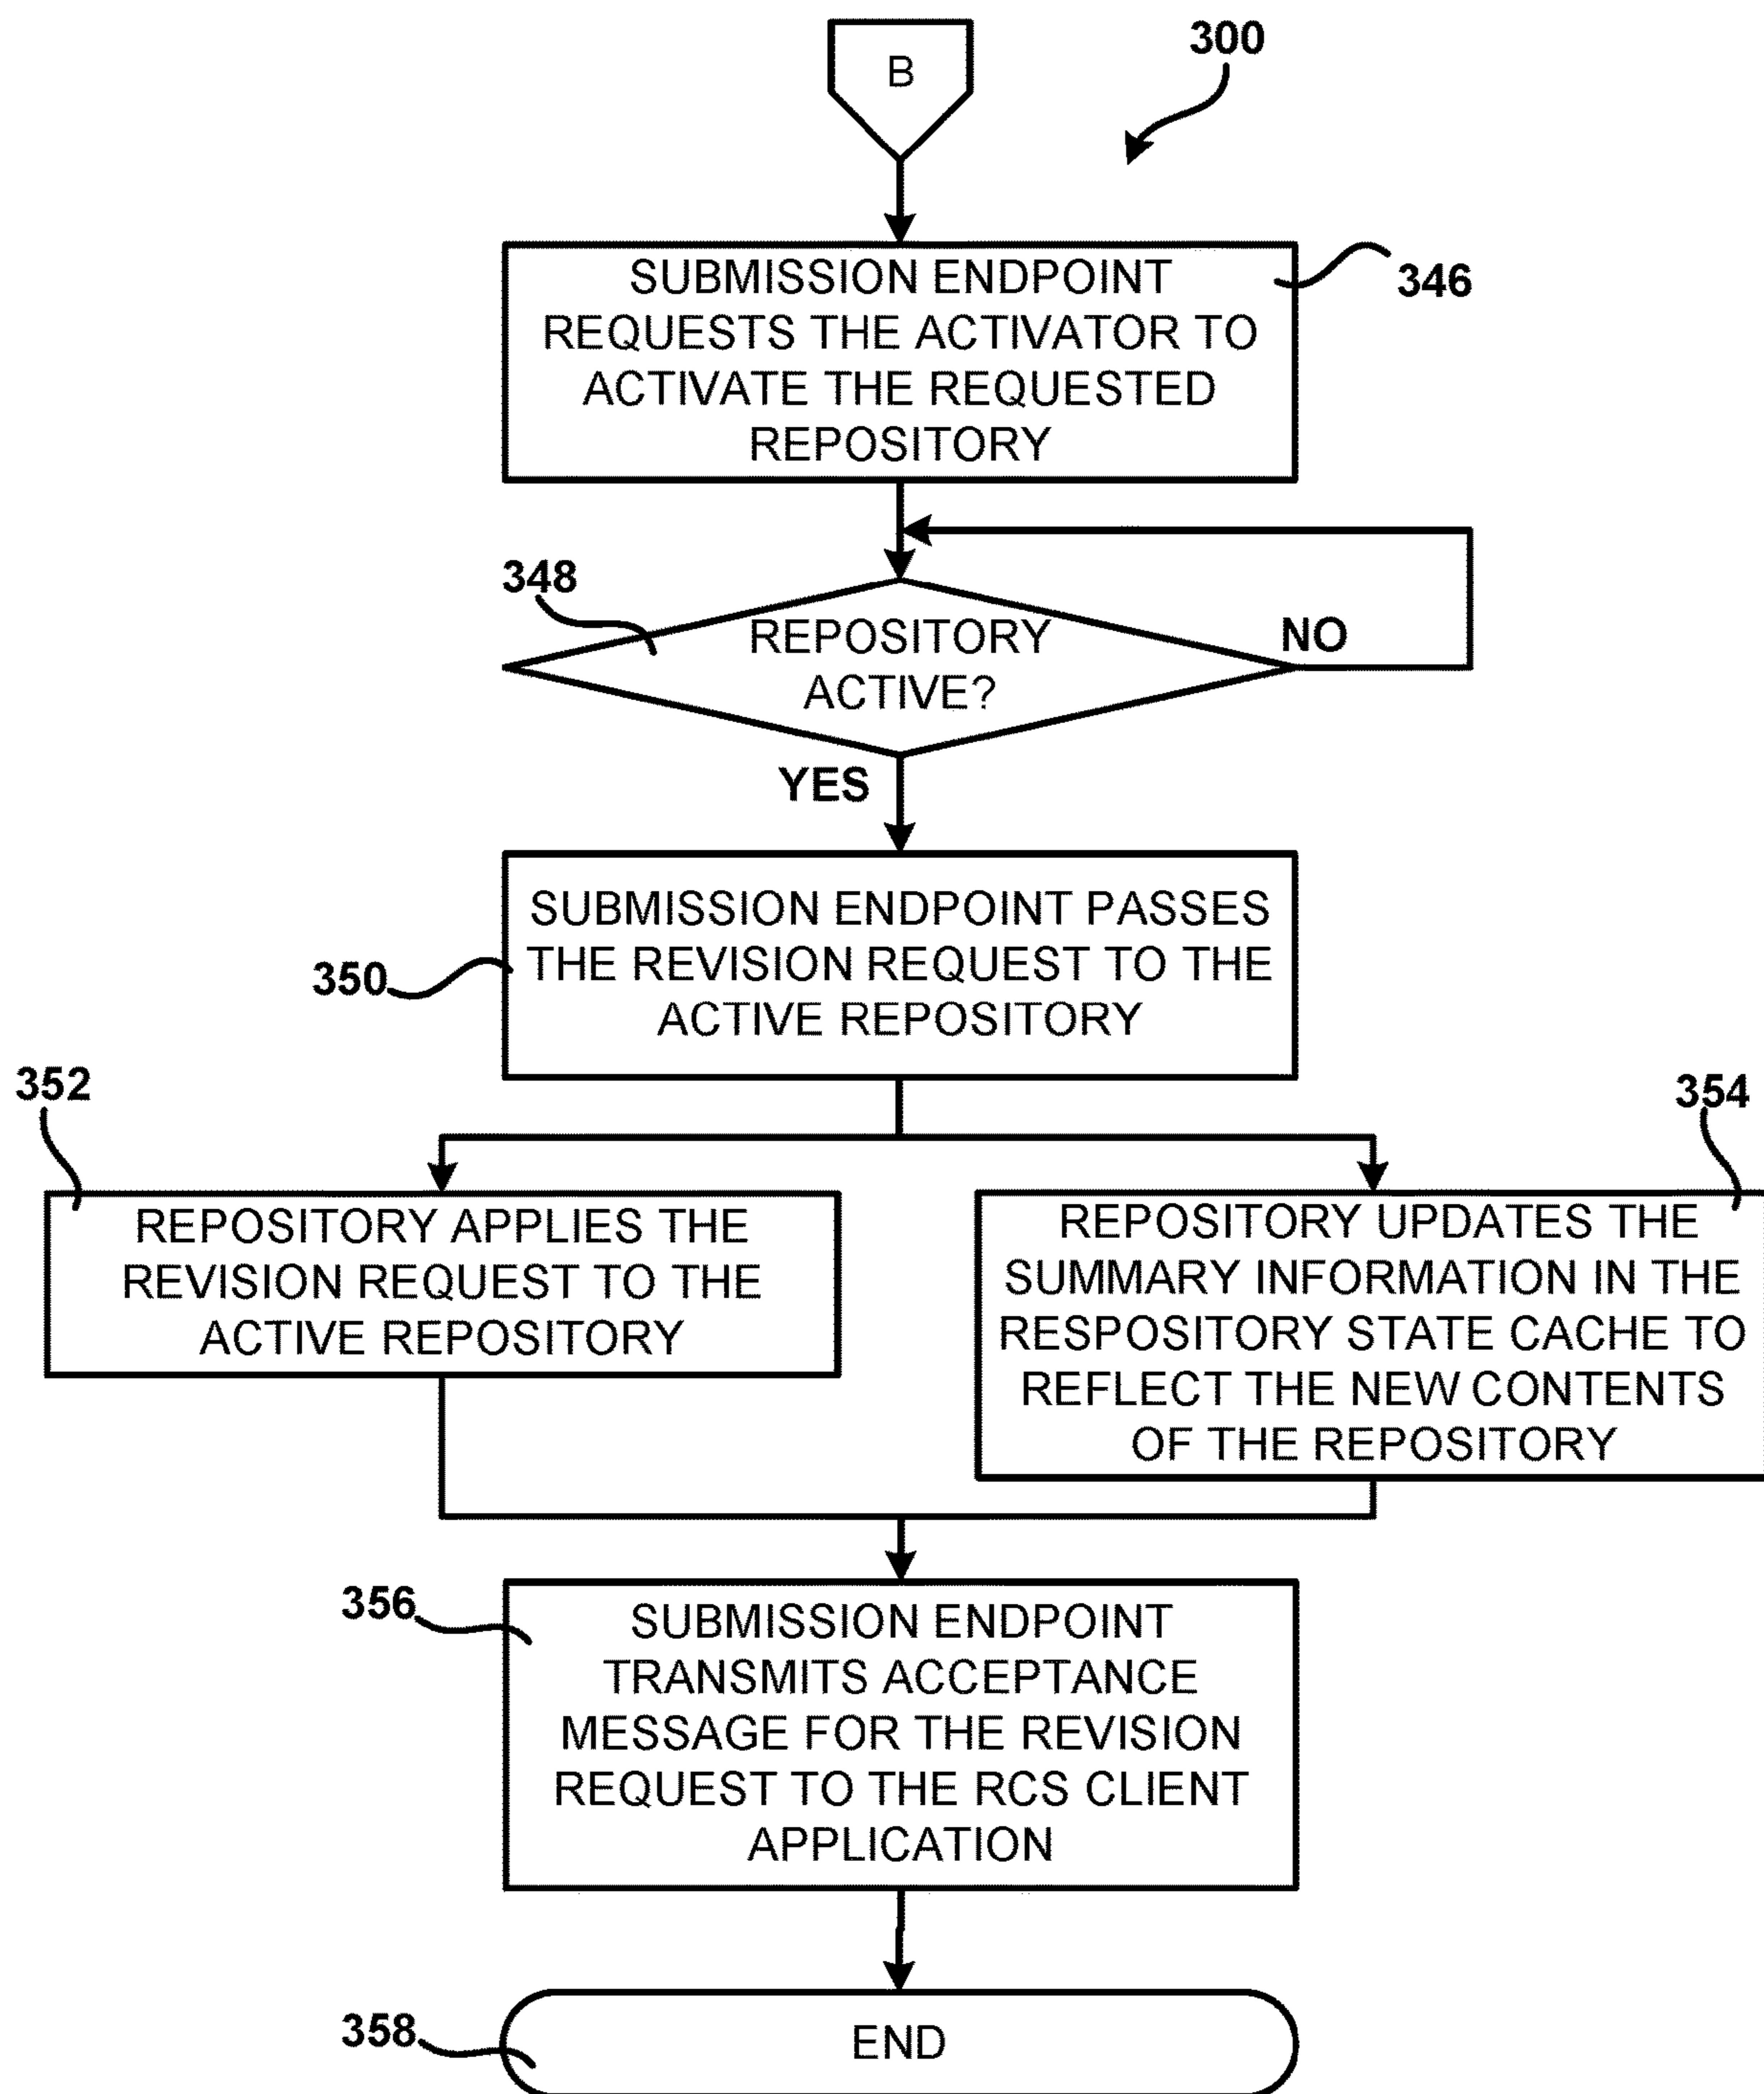 B
300
SUBMISSION ENDPOINT
REQUESTS THE ACTIVATOR TO
ACTIVATE THE REQUESTED
REPOSITORY
346
348
REPOSITORY
ACTIVE?
NO
YES
SUBMISSION ENDPOINT PASSES
THE REVISION REQUEST TO THE
ACTIVE REPOSITORY
350
352
354
REPOSITORY APPLIES THE
REVISION REQUEST TO THE
ACTIVE REPOSITORY
REPOSITORY UPDATES THE
SUMMARY INFORMATION IN THE
RESPOSITORY STATE CACHE TO
REFLECT THE NEW CONTENTS
OF THE REPOSITORY
356
SUBMISSION ENDPOINT
TRANSMITS ACCEPTANCE
MESSAGE FOR THE REVISION
REQUEST TO THE RCS CLIENT
APPLICATION
358
END